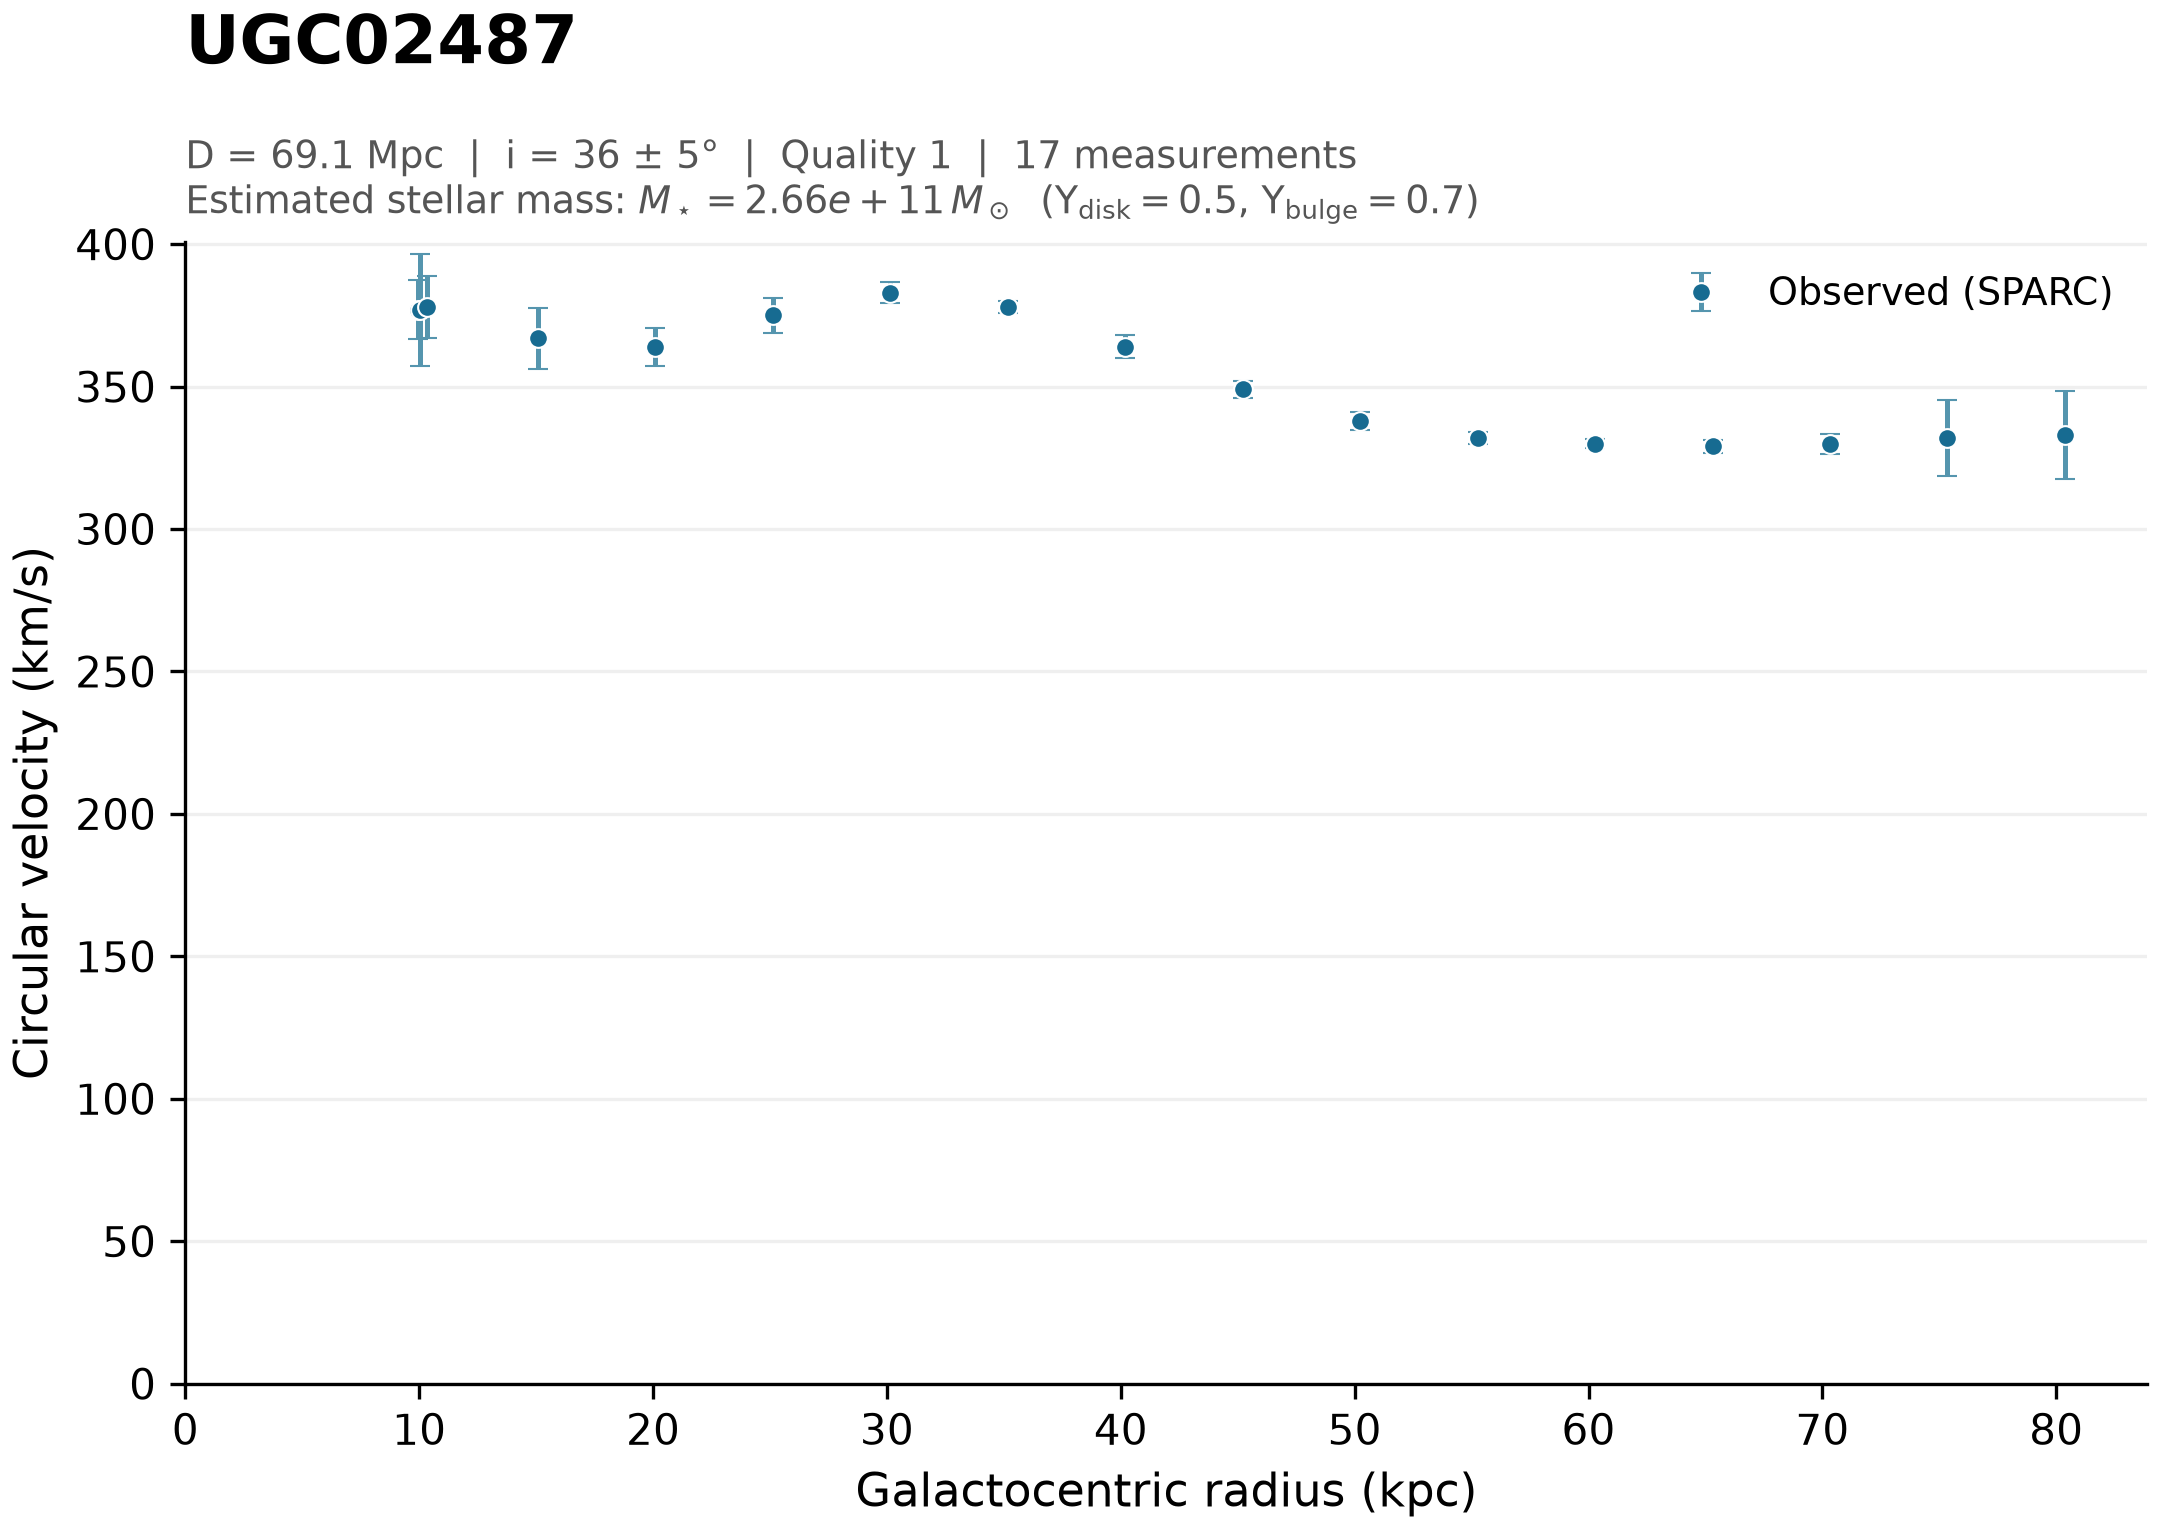 UGC02487
D = 69.1 Mpc | i = 36 ± 5° | Quality 1 | 17 measurements
Estimated stellar mass: M⋆ = 2.66e + 11 M⊙ (Υdisk = 0.5, Υbulge = 0.7)
Observed (SPARC)
Circular velocity (km/s)
400
350
300
250
200
150
100
50
0
0 10 20 30 40 50 60 70 80
Galactocentric radius (kpc)